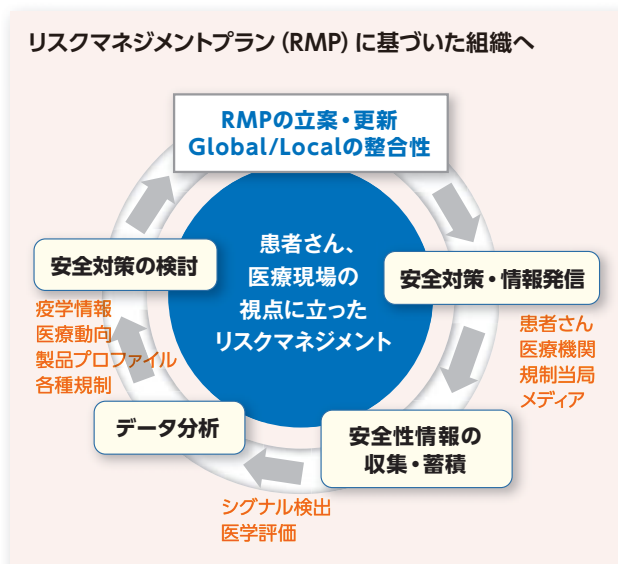 リスクマネジメントプラン（RMP）に基づいた組織へ
RMPの立案・更新
Global/Localの整合性
患者さん、
医療現場の
視点に立った
リスクマネジメント
安全対策・情報発信
患者さん
医療機関
規制当局
メディア
安全性情報の
収集・蓄積
シグナル検出
医学評価
データ分析
安全対策の検討
疫学情報
医療動向
製品プロファイル
各種規制